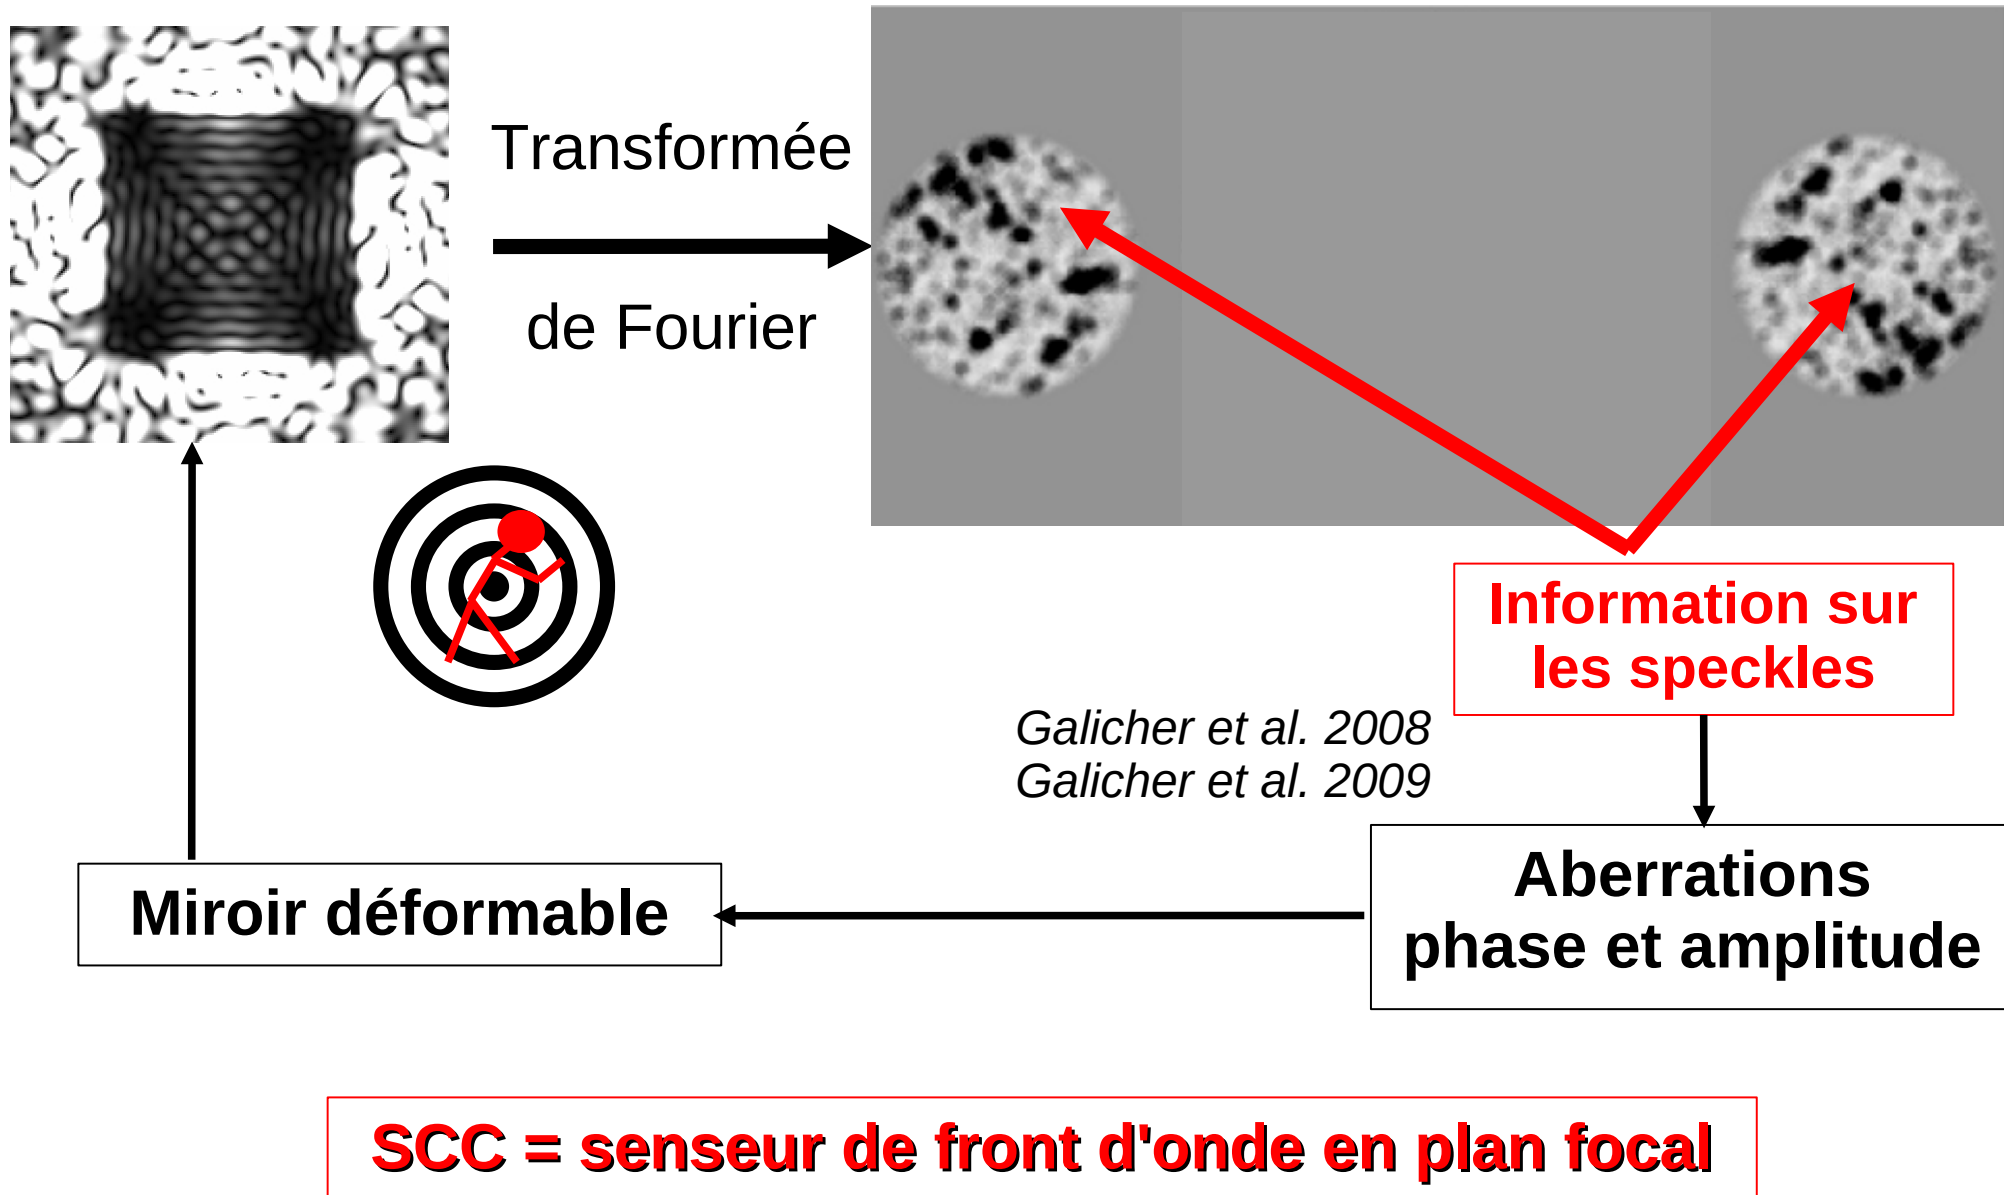 Transformée
de Fourier
Information sur
les speckles
Galicher et al. 2008
Galicher et al. 2009
Aberrations
phase et amplitude
Miroir déformable
SCC = senseur de front d'onde en plan focal